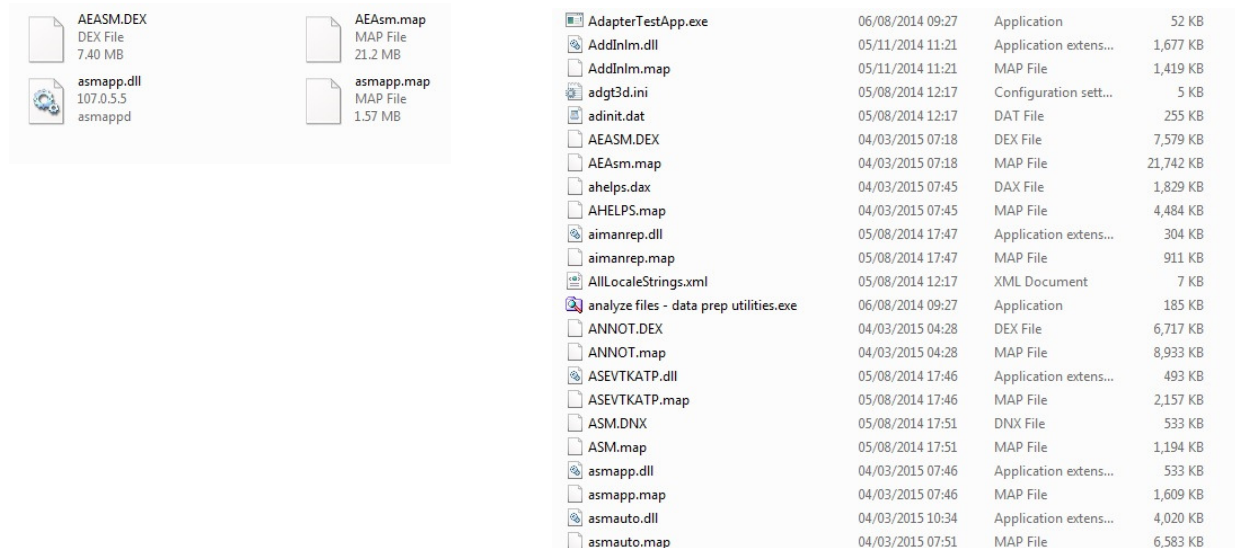 AEASM.DEX
DEX File
7.40 MB
AEAsm.map
MAP File
21.2 MB
asmapp.dll
107.0.5.5
asmappd
asmapp.map
MAP File
1.57 MB
AdapterTestApp.exe 06/08/2014 09:27 Application 52 KB
AddInlm.dll 05/11/2014 11:21 Application extens... 1,677 KB
AddInlm.map 05/11/2014 11:21 MAP File 1,419 KB
adgt3d.ini 05/08/2014 12:17 Configuration sett... 5 KB
adinit.dat 05/08/2014 12:17 DAT File 255 KB
AEASM.DEX 04/03/2015 07:18 DEX File 7,579 KB
AEAsm.map 04/03/2015 07:18 MAP File 21,742 KB
ahelps.dax 04/03/2015 07:45 DAX File 1,829 KB
AHELPS.map 04/03/2015 07:45 MAP File 4,484 KB
aimanrep.dll 05/08/2014 17:47 Application extens... 304 KB
aimanrep.map 05/08/2014 17:47 MAP File 911 KB
AllLocaleStrings.xml 05/08/2014 12:17 XML Document 7 KB
analyze files - data prep utilities.exe 06/08/2014 09:27 Application 185 KB
ANNOT.DEX 04/03/2015 04:28 DEX File 6,717 KB
ANNOT.map 04/03/2015 04:28 MAP File 8,933 KB
ASEVTKATP.dll 05/08/2014 17:46 Application extens... 493 KB
ASEVTKATP.map 05/08/2014 17:46 MAP File 2,157 KB
ASM.DNX 05/08/2014 17:51 DNX File 533 KB
ASM.map 05/08/2014 17:51 MAP File 1,194 KB
asmapp.dll 04/03/2015 07:46 Application extens... 533 KB
asmapp.map 04/03/2015 07:46 MAP File 1,609 KB
asmauto.dll 04/03/2015 10:34 Application extens... 4,020 KB
asmauto.map 04/03/2015 07:51 MAP File 6,583 KB